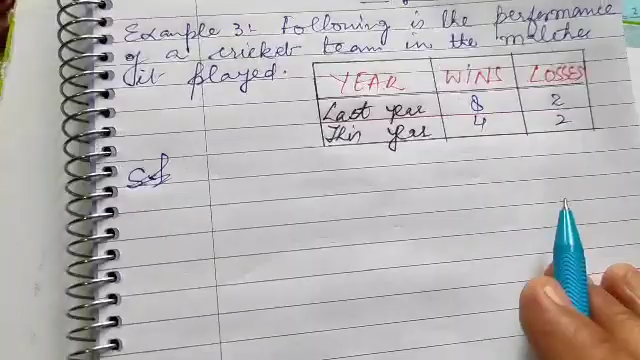 Example 3: Following is the performance
of a cricket team in the matches
it played.
YEAR WINS LOSSES
Last year 8 2
This year 4 2